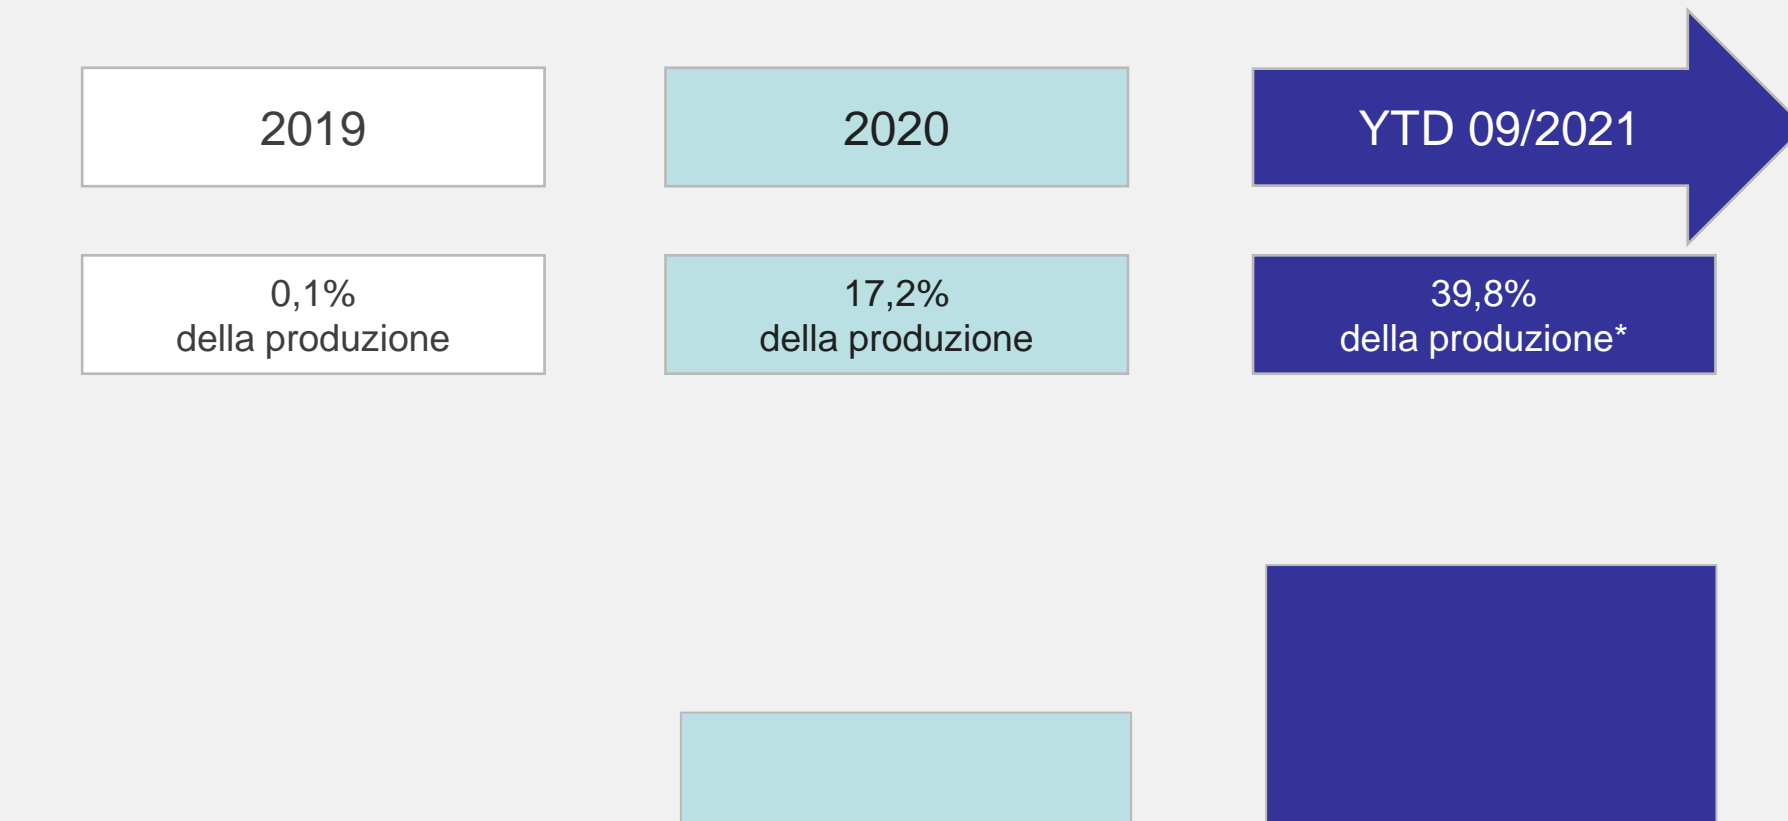 2019
2020
YTD 09/2021
0,1%
della produzione
17,2%
della produzione
39,8%
della produzione*